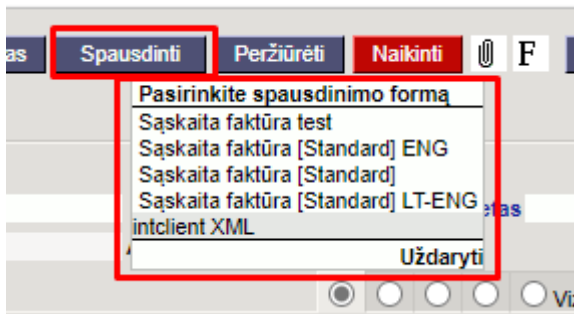 as Spausdinti Peržiūrėti Naikinti F
Pasirinkite spausdinimo formą
Sąskaita faktūra test
Sąskaita faktūra [Standard] ENG
Sąskaita faktūra [Standard]
Sąskaita faktūra [Standard] LT-ENG
etas
intclient XML
Uždaryti
Viz